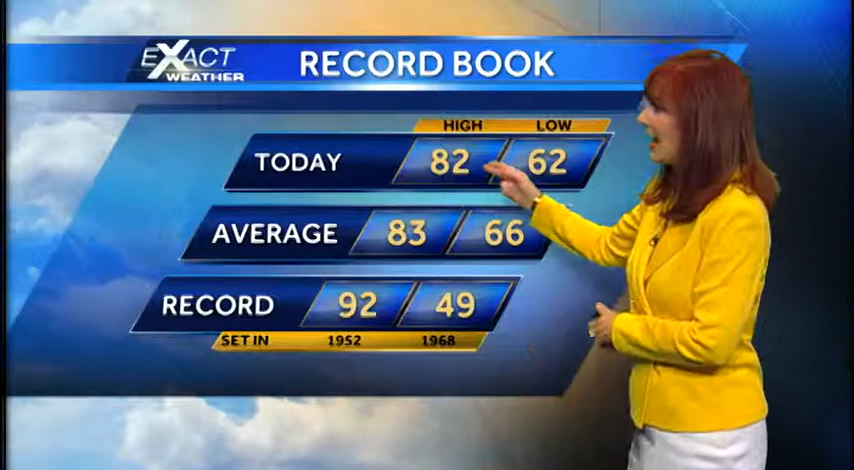 EXACT
WEATHER
RECORD BOOK
HIGH LOW
TODAY 82 62
AVERAGE 83 66
RECORD 92 49
SET IN 1952 1968